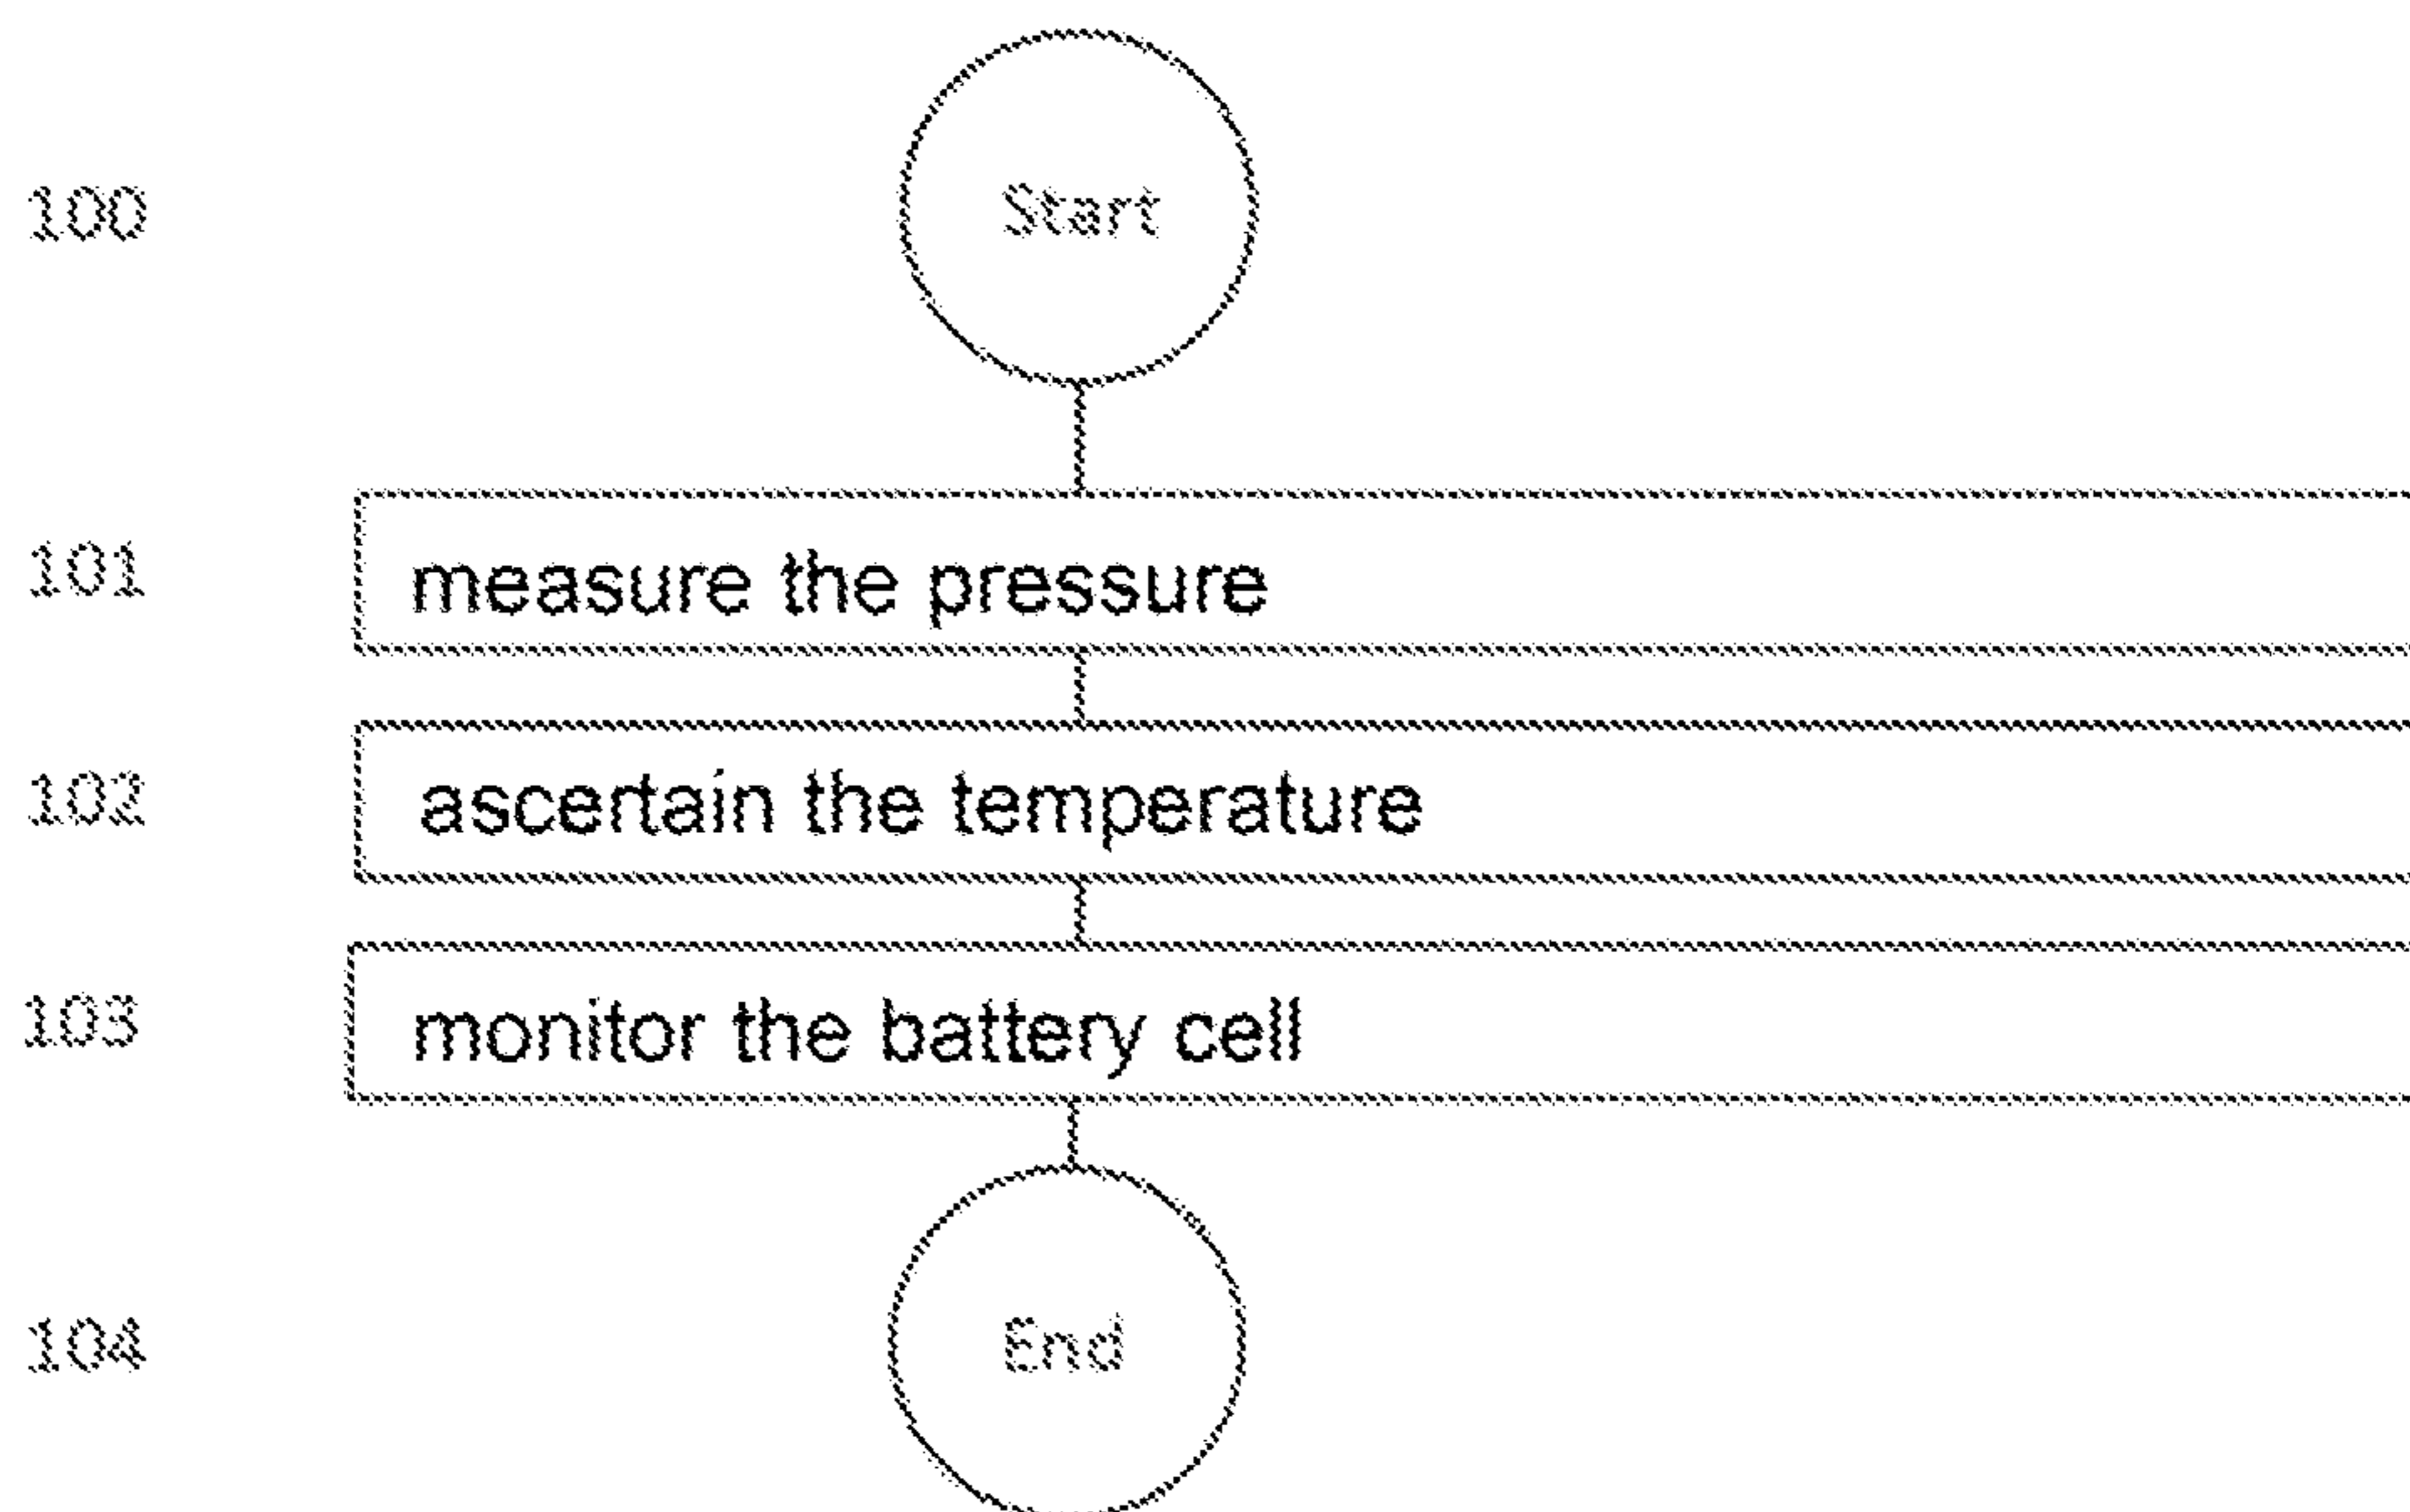 100 Start
101 measure the pressure
102 ascertain the temperature
103 monitor the battery cell
104 End